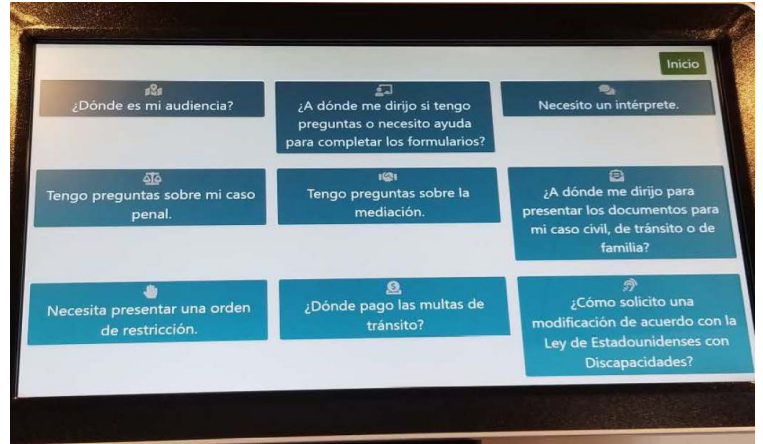 Inicio
¿Dónde es mi audiencia?
¿A dónde me dirijo si tengo
preguntas o necesito ayuda
para completar los formularios?
Necesito un intérprete.
Tengo preguntas sobre mi caso
penal.
Tengo preguntas sobre la
mediación.
¿A dónde me dirijo para
presentar los documentos para
mi caso civil, de tránsito o de
familia?
Necesita presentar una orden
de restricción.
¿Dónde pago las multas de
tránsito?
¿Cómo solicito una
modificación de acuerdo con la
Ley de Estadounidenses con
Discapacidades?